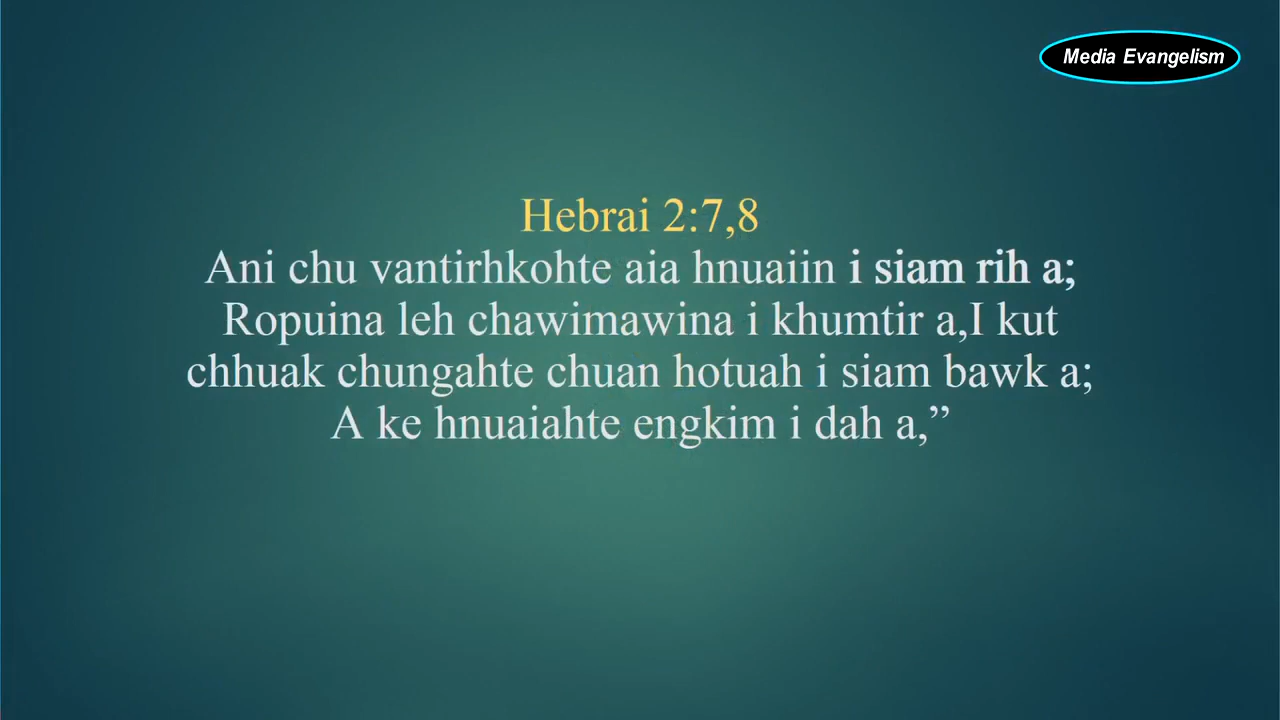 Media Evangelism
Hebrai 2:7,8
Ani chu vantirhkohte aia hnuaiin i siam rih a;
Ropuina leh chawimawina i khumtir a,I kut
chhuak chungahte chuan hotuah i siam bawk a;
A ke hnuaiahte engkim i dah a,”